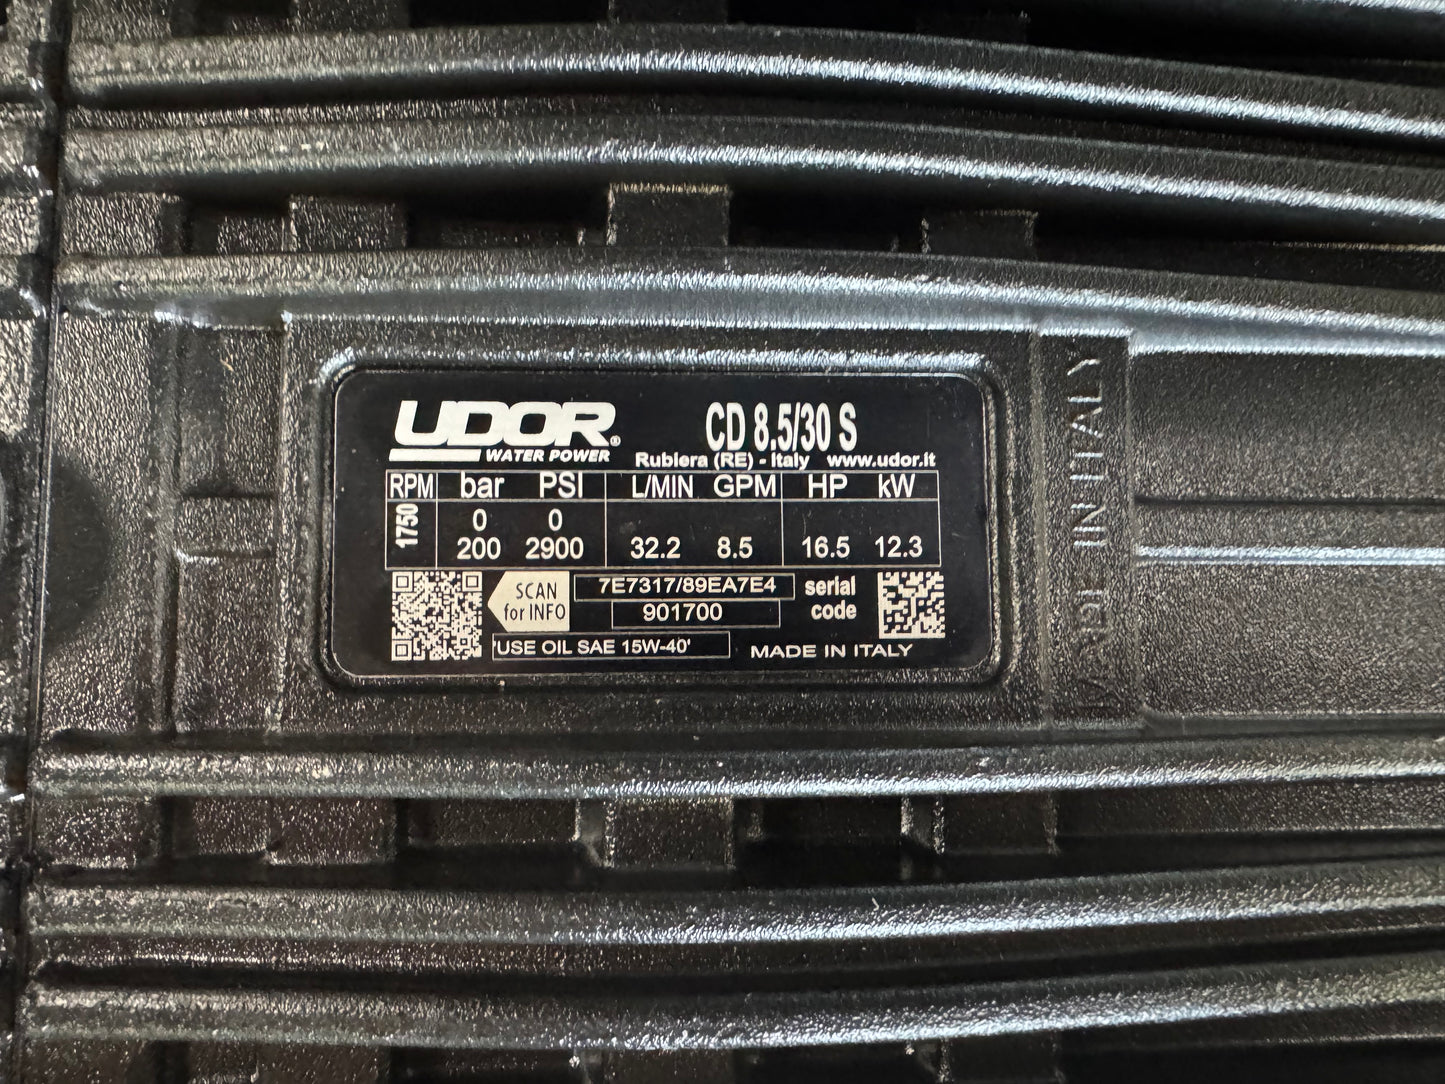 UDOR®
WATER POWER
CD 8.5/30 S
Rubiera (RE) - Italy www.udor.it
RPM bar PSI L/MIN GPM HP kW
1750
0 0
200 2900 32.2 8.5 16.5 12.3
SCAN
for INFO
7E7317/89EA7E4
901700
serial
code
'USE OIL SAE 15W-40'
MADE IN ITALY
MADE IN ITALY